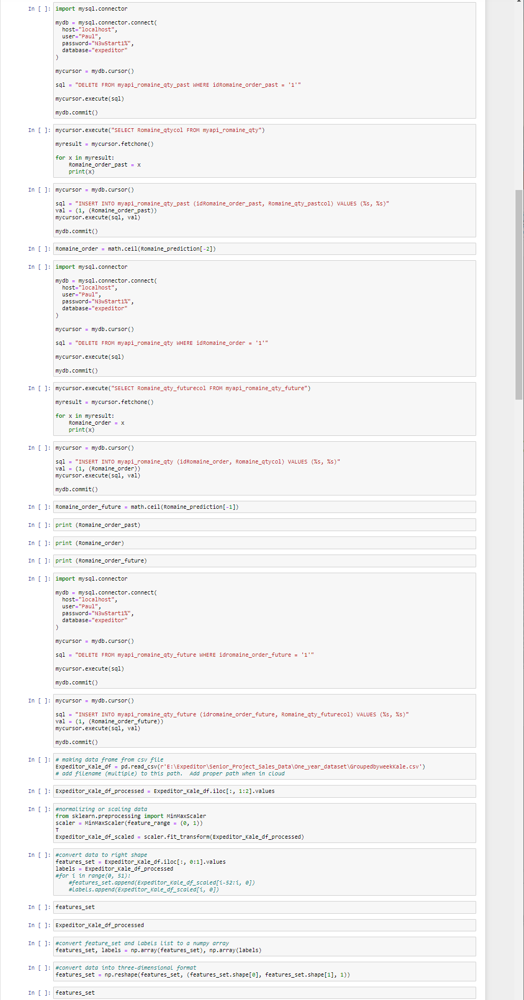 In [ ]: import mysql.connector
mydb = mysql.connector.connect(
host="localhost",
user="Paul",
password="N3w5tart1%",
database="expeditor"
)
mycursor = mydb.cursor()
sql = "DELETE FROM myapi_romaine_qty_past WHERE idRomaine_order_past = '1'"
mycursor.execute(sql)
mydb.commit()
In [ ]: mycursor.execute("SELECT Romaine_qtycol FROM myapi_romaine_qty")
myresult = mycursor.fetchone()
for x in myresult:
Romaine_order_past = x
print(x)
In [ ]: mycursor = mydb.cursor()
sql = "INSERT INTO myapi_romaine_qty_past (idRomaine_order_past, Romaine_qty_pastcol) VALUES (%s, %s)"
val = (1, (Romaine_order_past))
mycursor.execute(sql, val)
mydb.commit()
In [ ]: Romaine_order = math.ceil(Romaine_prediction[-2])
In [ ]: import mysql.connector
mydb = mysql.connector.connect(
host="localhost",
user="Paul",
password="N3w5tart1%",
database="expeditor"
)
mycursor = mydb.cursor()
sql = "DELETE FROM myapi_romaine_qty WHERE idRomaine_order = '1'"
mycursor.execute(sql)
mydb.commit()
In [ ]: mycursor.execute("SELECT Romaine_qty_futurecol FROM myapi_romaine_qty_future")
myresult = mycursor.fetchone()
for x in myresult:
Romaine_order = x
print(x)
In [ ]: mycursor = mydb.cursor()
sql = "INSERT INTO myapi_romaine_qty (idRomaine_order, Romaine_qtycol) VALUES (%s, %s)"
val = (1, (Romaine_order))
mycursor.execute(sql, val)
mydb.commit()
In [ ]: Romaine_order_future = math.ceil(Romaine_prediction[-1])
In [ ]: print (Romaine_order_past)
In [ ]: print (Romaine_order)
In [ ]: print (Romaine_order_future)
In [ ]: import mysql.connector
mydb = mysql.connector.connect(
host="localhost",
user="Paul",
password="N3w5tart1%",
database="expeditor"
)
mycursor = mydb.cursor()
sql = "DELETE FROM myapi_romaine_qty_future WHERE idromaine_order_future = '1'"
mycursor.execute(sql)
mydb.commit()
In [ ]: mycursor = mydb.cursor()
sql = "INSERT INTO myapi_romaine_qty_future (idromaine_order_future, Romaine_qty_futurecol) VALUES (%s, %s)"
val = (1, (Romaine_order_future))
mycursor.execute(sql, val)
mydb.commit()
In [ ]: # making data frame from csv file
Expeditor_Kale_df = pd.read_csv(r'E:\Expeditor\Senior_Project_Sales_Data\One_year_dataset\GroupedbyweekKale.csv')
# add filename (multiple) to this path.  Add proper path when in cloud
In [ ]: Expeditor_Kale_df_processed = Expeditor_Kale_df.iloc[:, 1:2].values
In [ ]: #normalizing or scaling data
from sklearn.preprocessing import MinMaxScaler
scaler = MinMaxScaler(feature_range = (0, 1))
T
Expeditor_Kale_df_scaled = scaler.fit_transform(Expeditor_Kale_df_processed)
In [ ]: #convert data to right shape
features_set = Expeditor_Kale_df.iloc[:, 0:1].values
labels = Expeditor_Kale_df_processed
#for i in range(0, 51):
#features_set.append(Expeditor_Kale_df_scaled[i-52:i, 0])
#labels.append(Expeditor_Kale_df_scaled[i, 0])
In [ ]: features_set
In [ ]: Expeditor_Kale_df_processed
In [ ]: #convert feature_set and labels list to a numpy array
features_set, labels = np.array(features_set), np.array(labels)
In [ ]: #convert data into three-dimensional format
features_set = np.reshape(features_set, (features_set.shape[0], features_set.shape[1], 1))
In [ ]: features_set